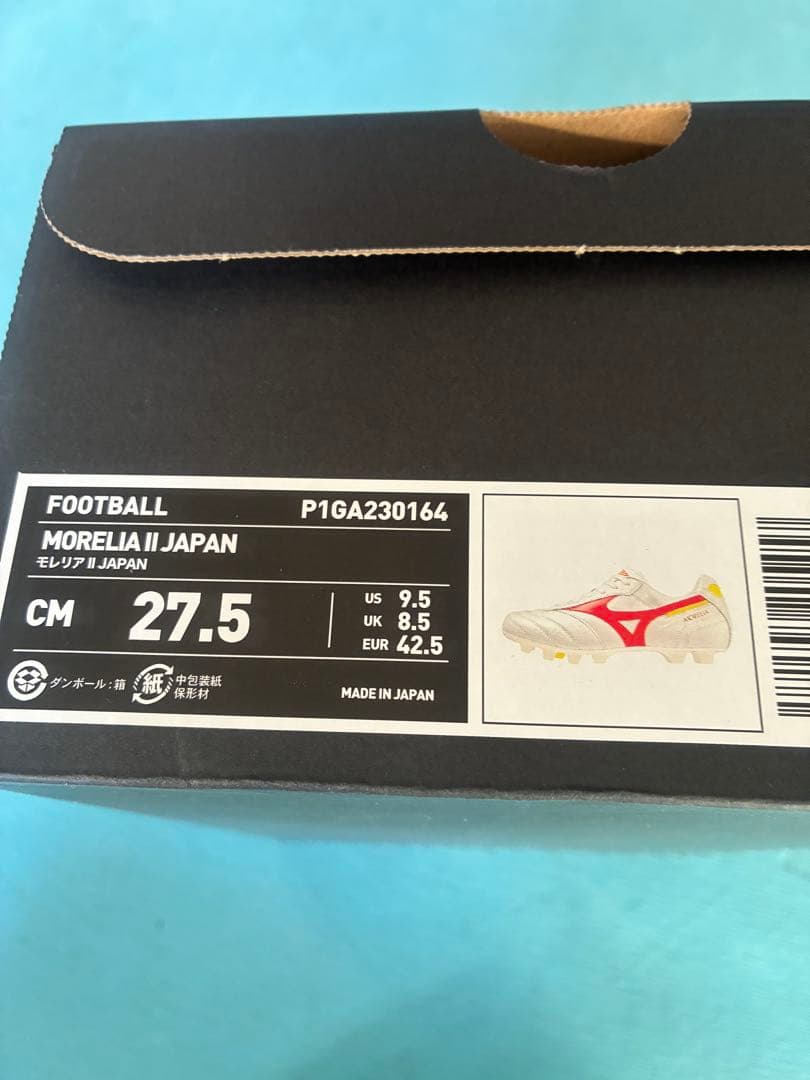 FOOTBALL P1GA230164
MORELIA II JAPAN
モレリア II JAPAN
CM 27.5
US 9.5
UK 8.5
EUR 42.5
ダンボール:箱
紙 中包装紙
保形材
MADE IN JAPAN
MORELIA